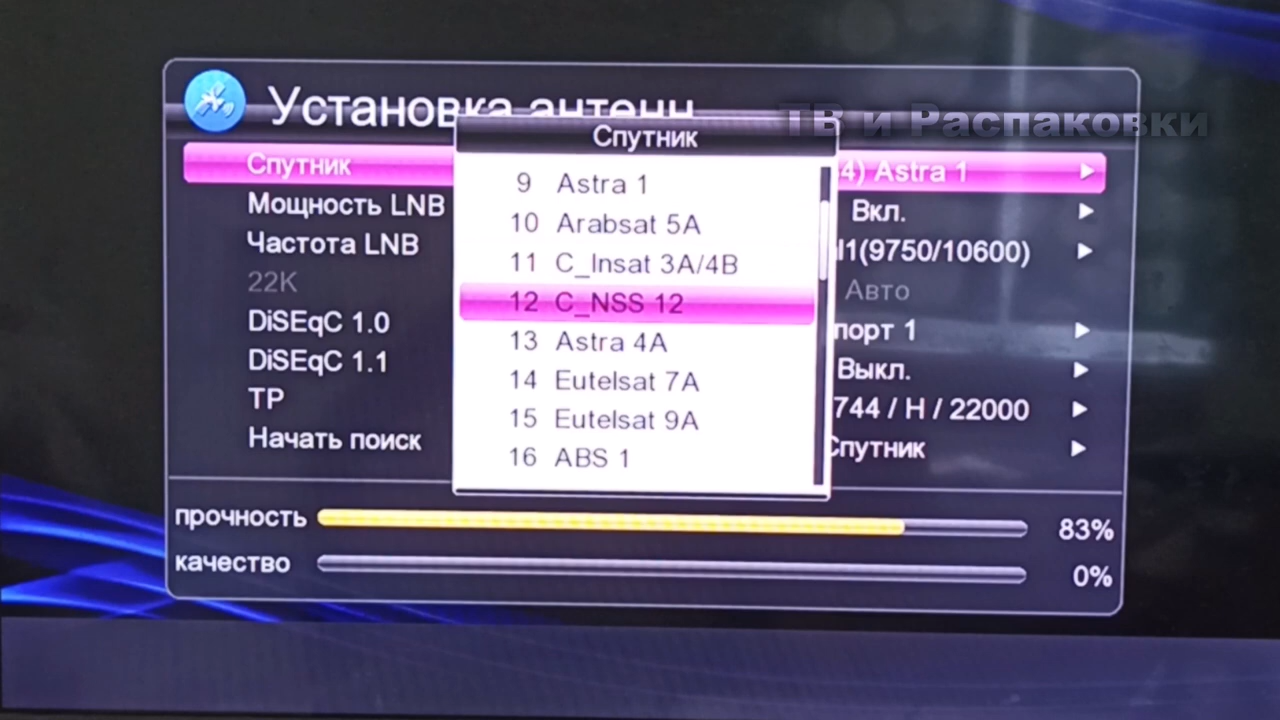 Установка антенн
ТВ и Распаковки
Спутник
Спутник
4) Astra 1
Мощность LNB
Вкл.
Частота LNB
(9750/10600)
22K
Авто
DiSEqC 1.0
порт 1
DiSEqC 1.1
Выкл.
TP
744 / H / 22000
Начать поиск
Спутник
9 Astra 1
10 Arabsat 5A
11 C_Insat 3A/4B
12 C_NSS 12
13 Astra 4A
14 Eutelsat 7A
15 Eutelsat 9A
16 ABS 1
прочность 83%
качество 0%